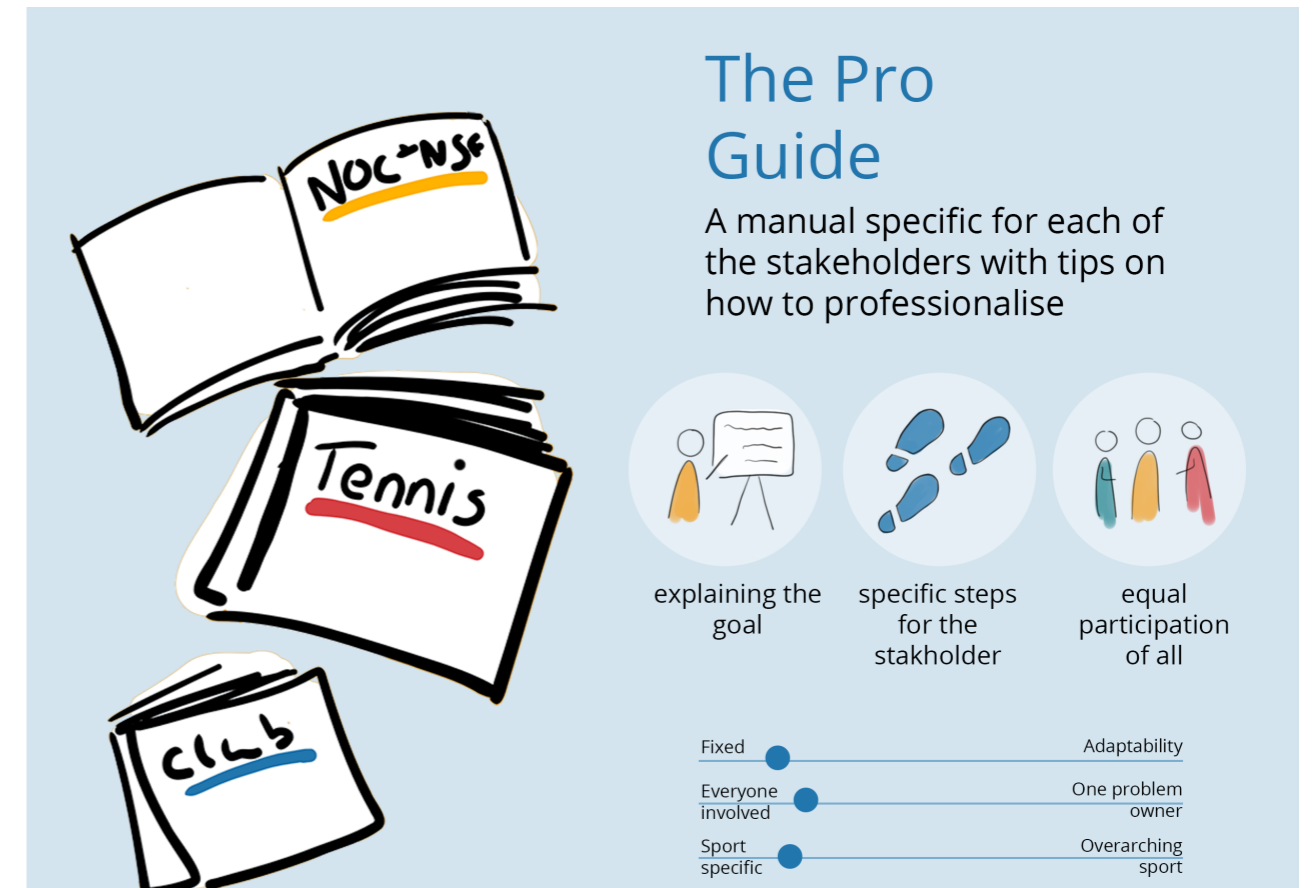 NOC*NSF
Tennis
Club
The Pro
Guide
A manual specific for each of
the stakeholders with tips on
how to professionalise
explaining the
goal
specific steps
for the
stakholder
equal
participation
of all
Fixed
Adaptability
Everyone
involved
One problem
owner
Sport
specific
Overarching
sport